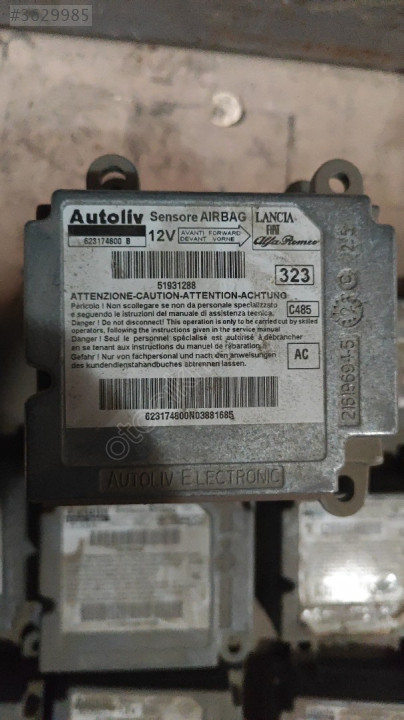 #3629985
Autoliv
623174800 B
Sensore AIRBAG
12V
AVANTI FORWARD
DEVANT VORNE
LANCIA
FIAT
Alfa Romeo
323
51931288
ATTENZIONE-CAUTION-ATTENTION-ACHTUNG
Pericolo ! Non scollegare se non da personale specializzato
e seguendo le istruzioni del manuale di assistenza tecnica.
Danger ! Do not disconnect! This operation is only to be carried out by skilled
operators, following the instructions given in the service manual
Danger ! Seul le personnel spécialisé est autorisé à débrancher
en se tenant aux instructions du manuel de réparation
Gefahr ! Nur von fachpersonal und nach den anweisungen
des kundendienstahandbuches abtrennen lassen.
C485
AC
623174800N03881685
AUTOLIV ELECTRONIC